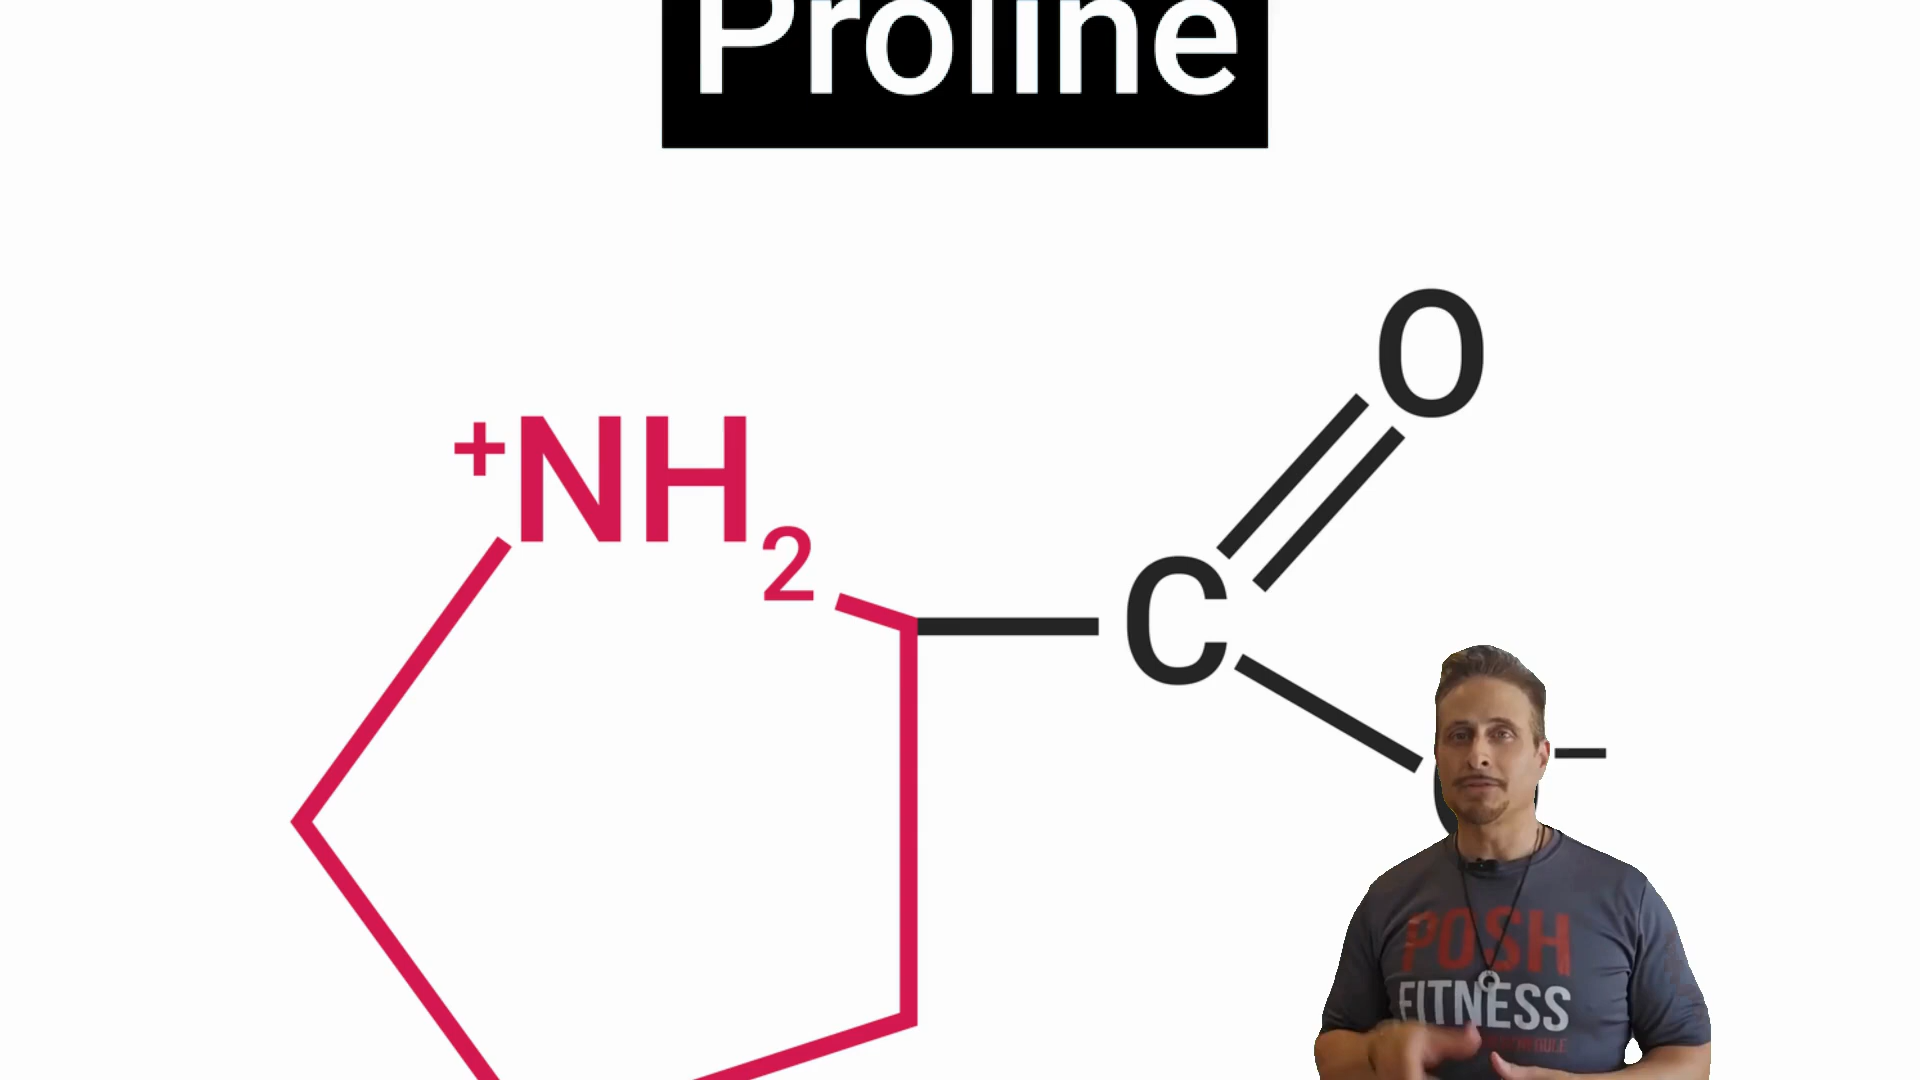 Proline
O
+NH2
C
O-
POSH
FITNESS